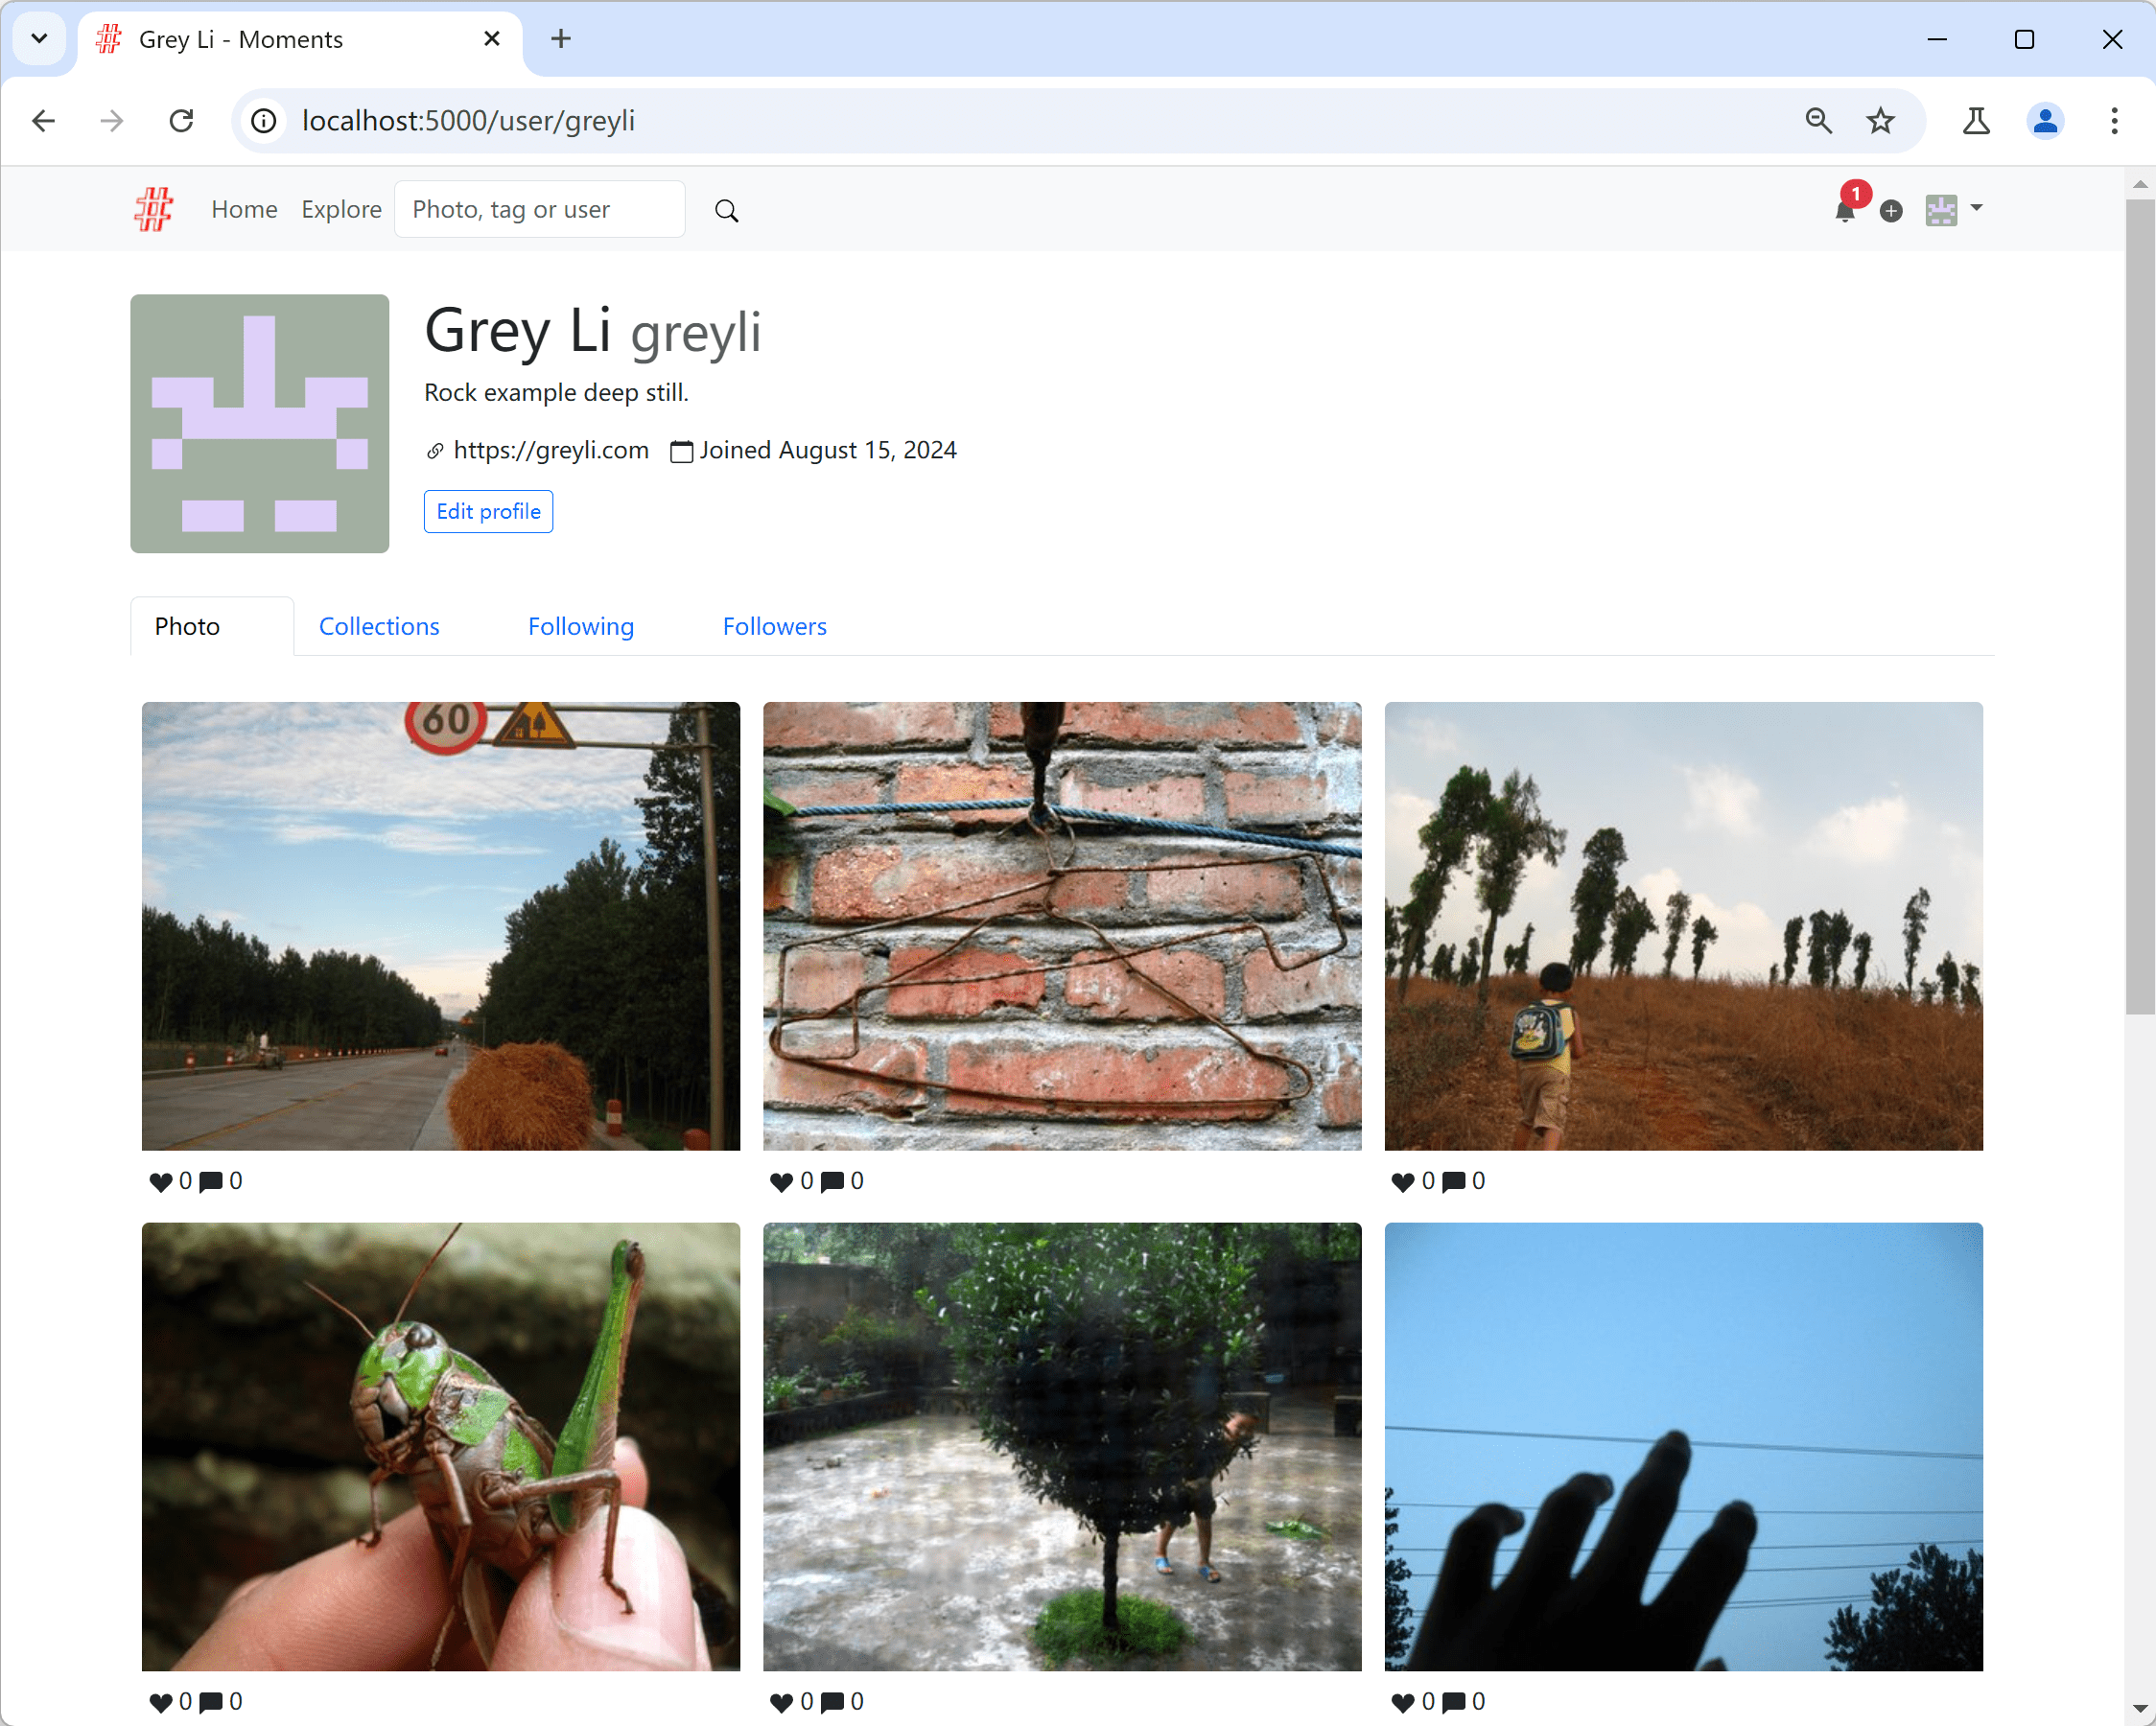 Grey Li - Moments
localhost:5000/user/greyli
Home Explore Photo, tag or user 1
Grey Li greyli
Rock example deep still.
https://greyli.com Joined August 15, 2024
Edit profile
Photo Collections Following Followers
60
0 0 0 0 0 0
0 0 0 0 0 0